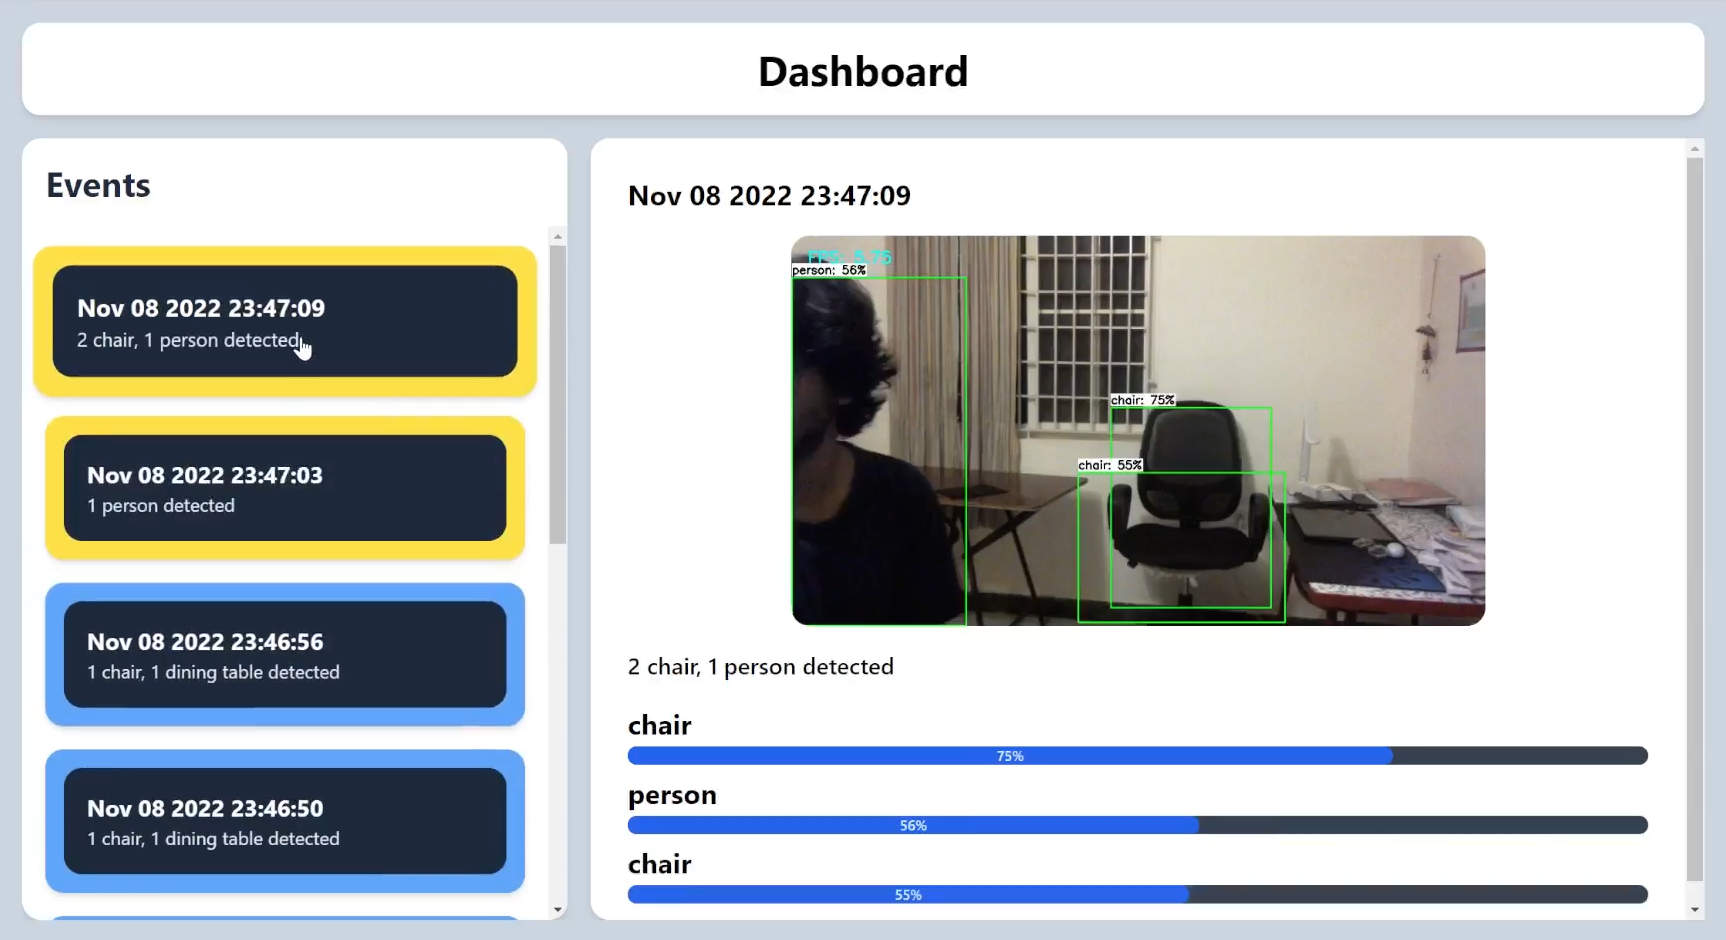 Dashboard
Events
Nov 08 2022 23:47:09
2 chair, 1 person detected
Nov 08 2022 23:47:03
1 person detected
Nov 08 2022 23:46:56
1 chair, 1 dining table detected
Nov 08 2022 23:46:50
1 chair, 1 dining table detected
Nov 08 2022 23:47:09
FPS: 5.75
person: 56%
chair: 75%
chair: 55%
2 chair, 1 person detected
chair
75%
person
56%
chair
55%